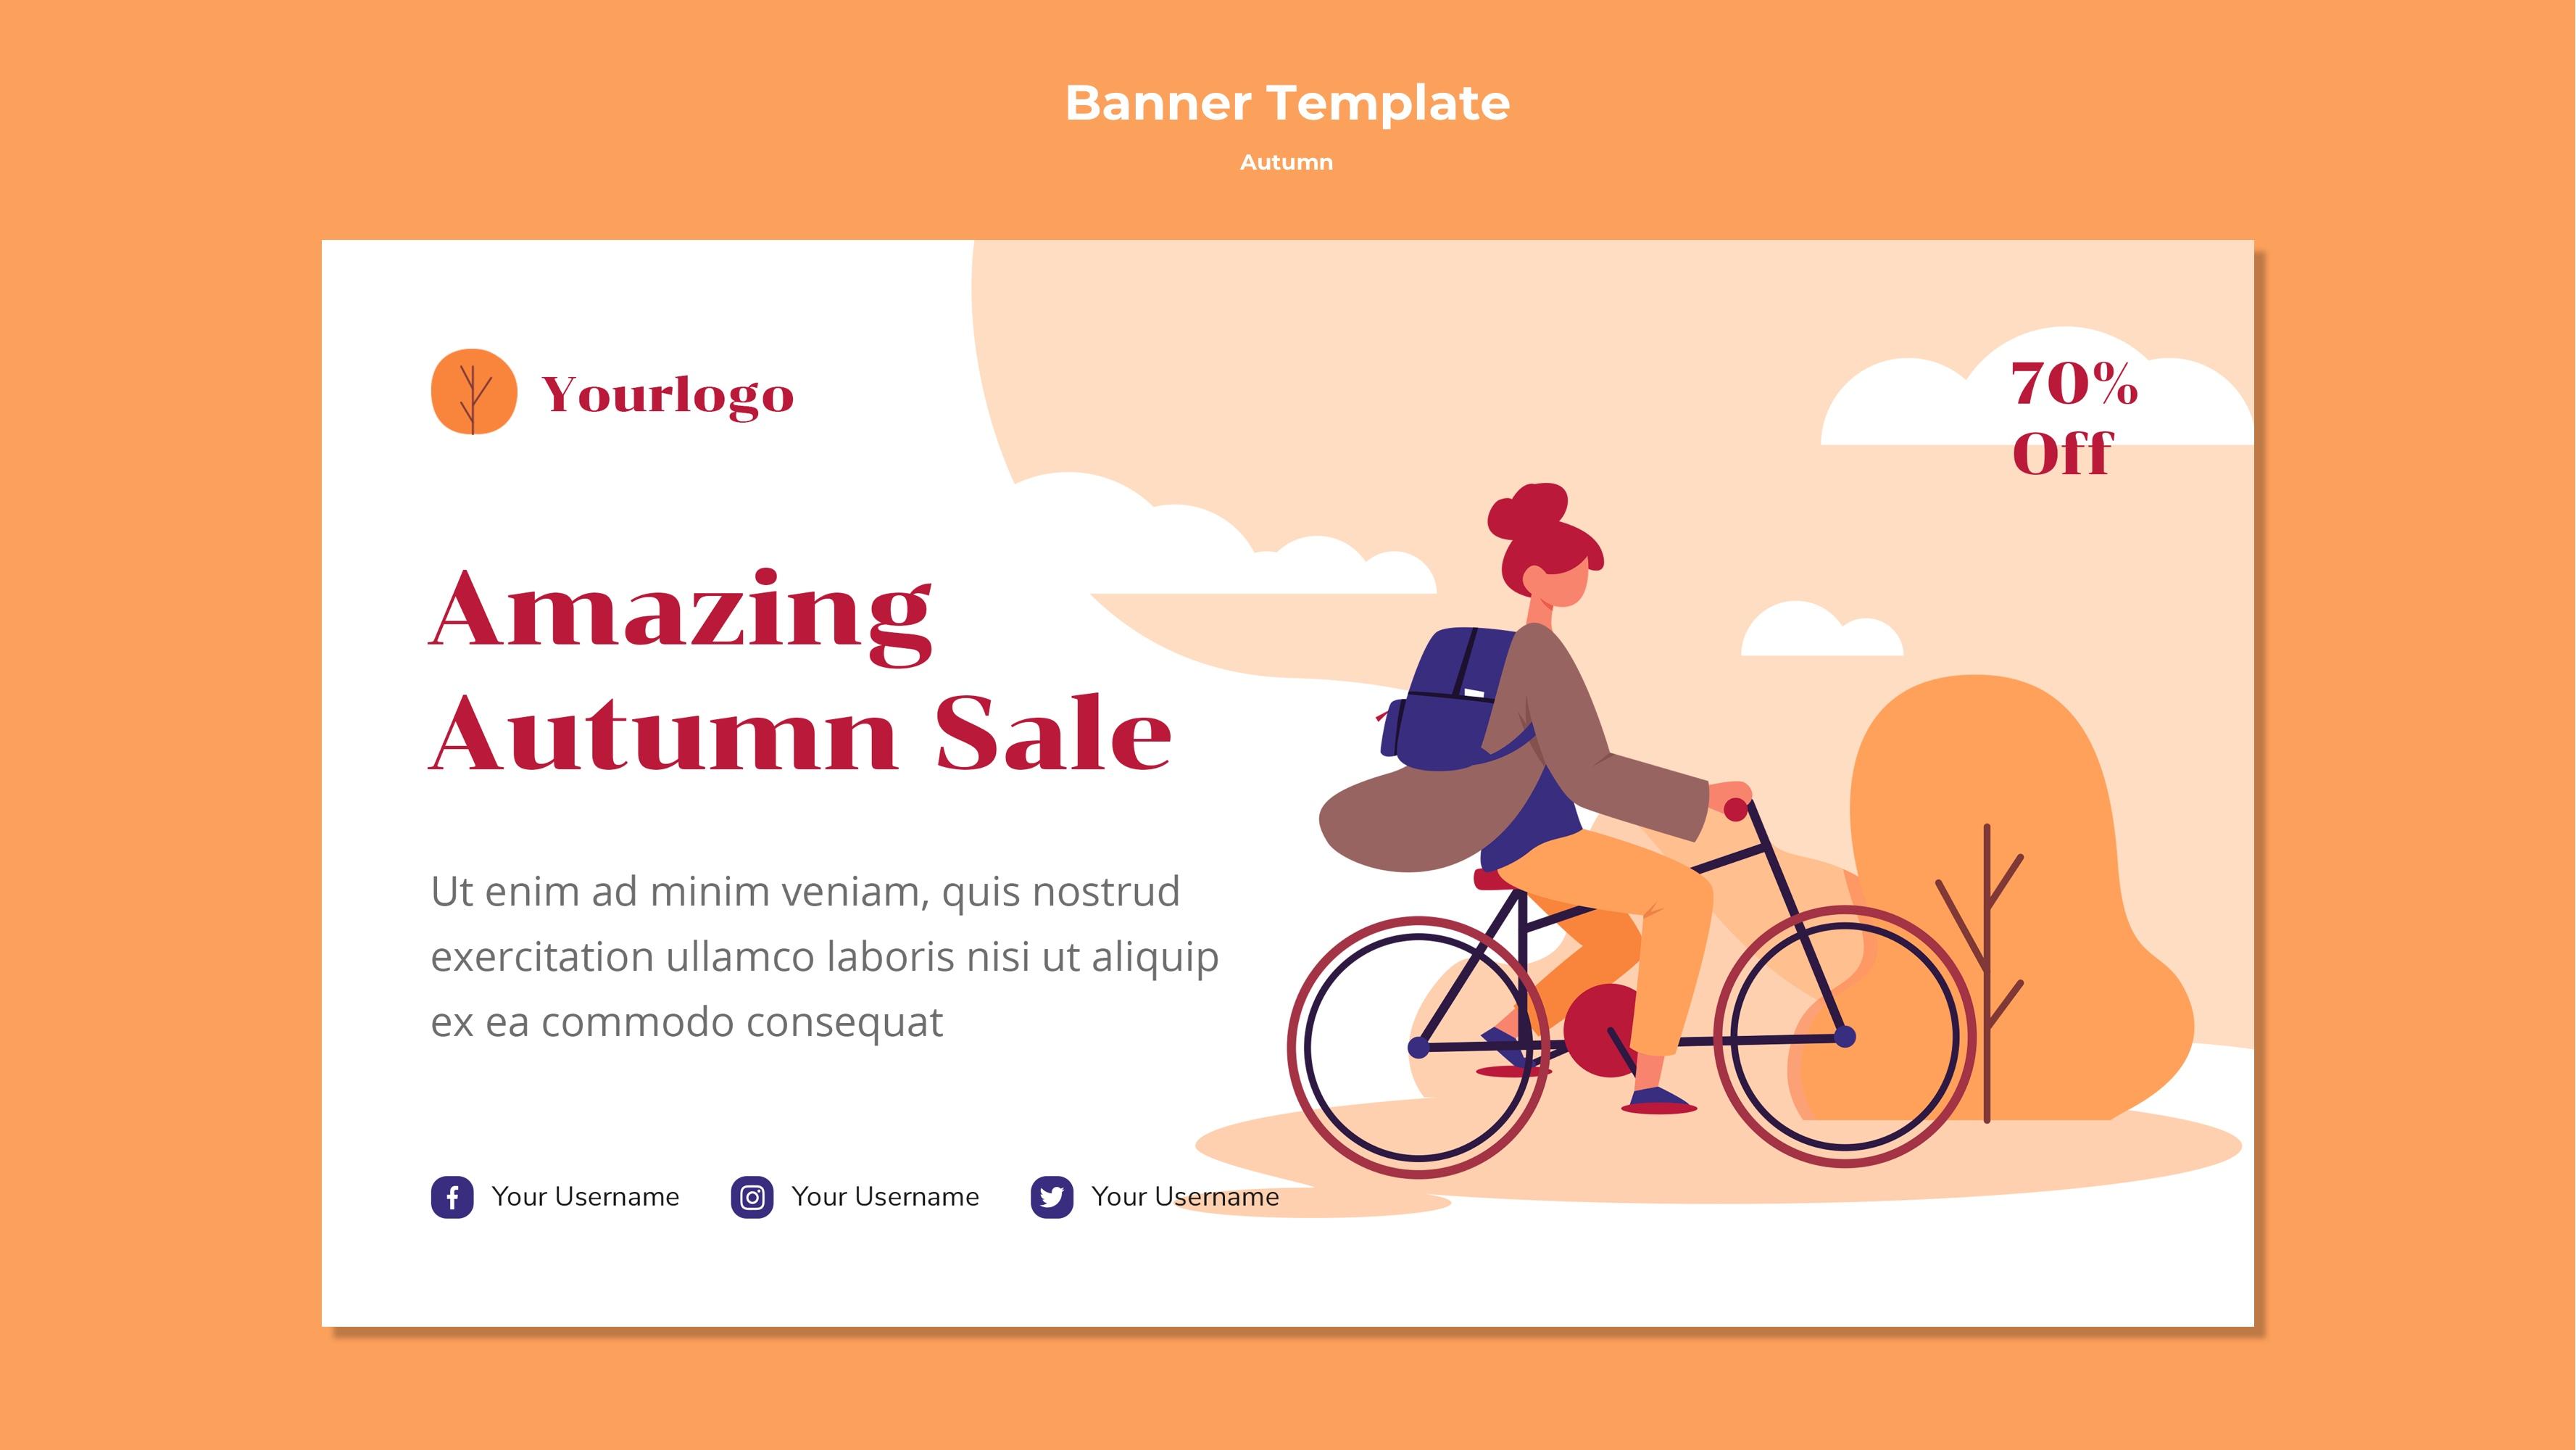 Banner Template
Autumn
Yourlogo
70%
Off
Amazing
Autumn Sale
Ut enim ad minim veniam, quis nostrud
exercitation ullamco laboris nisi ut aliquip
ex ea commodo consequat
Your Username
Your Username
Your Username